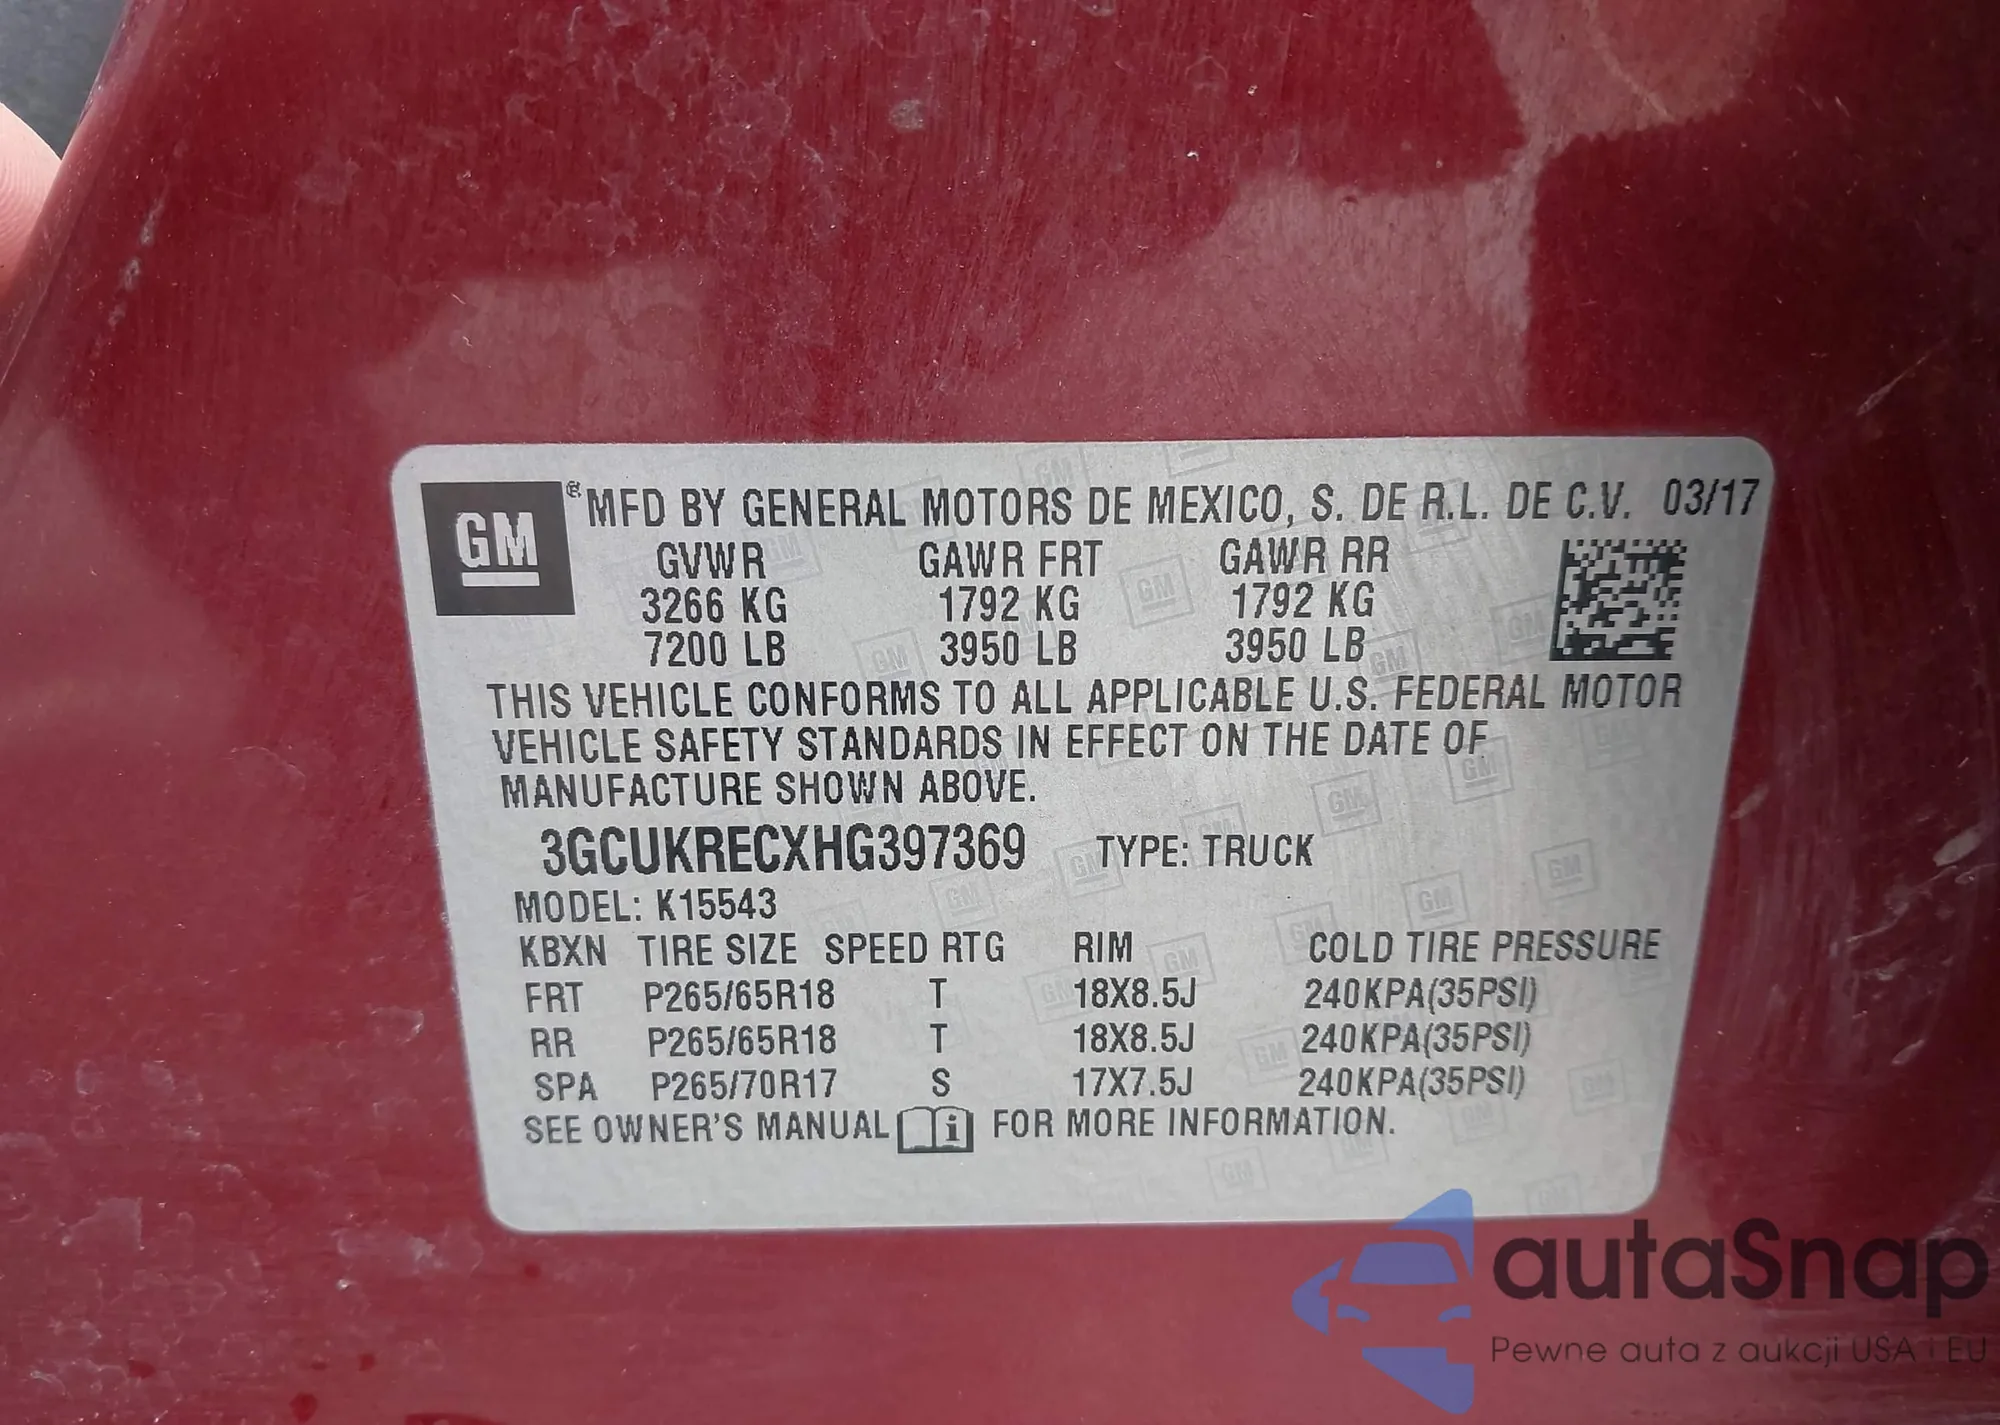 GM ® MFD BY GENERAL MOTORS DE MEXICO, S. DE R.L. DE C.V. 03/17
GVWR GAWR FRT GAWR RR
3266 KG 1792 KG 1792 KG
7200 LB 3950 LB 3950 LB
THIS VEHICLE CONFORMS TO ALL APPLICABLE U.S. FEDERAL MOTOR
VEHICLE SAFETY STANDARDS IN EFFECT ON THE DATE OF
MANUFACTURE SHOWN ABOVE.
3GCUKRECXHG397369 TYPE: TRUCK
MODEL: K15543
KBXN TIRE SIZE SPEED RTG RIM COLD TIRE PRESSURE
FRT P265/65R18 T 18X8.5J 240KPA(35PSI)
RR P265/65R18 T 18X8.5J 240KPA(35PSI)
SPA P265/70R17 S 17X7.5J 240KPA(35PSI)
SEE OWNER'S MANUAL i FOR MORE INFORMATION.
autaSnap
Pewne auta z aukcji USA i EU